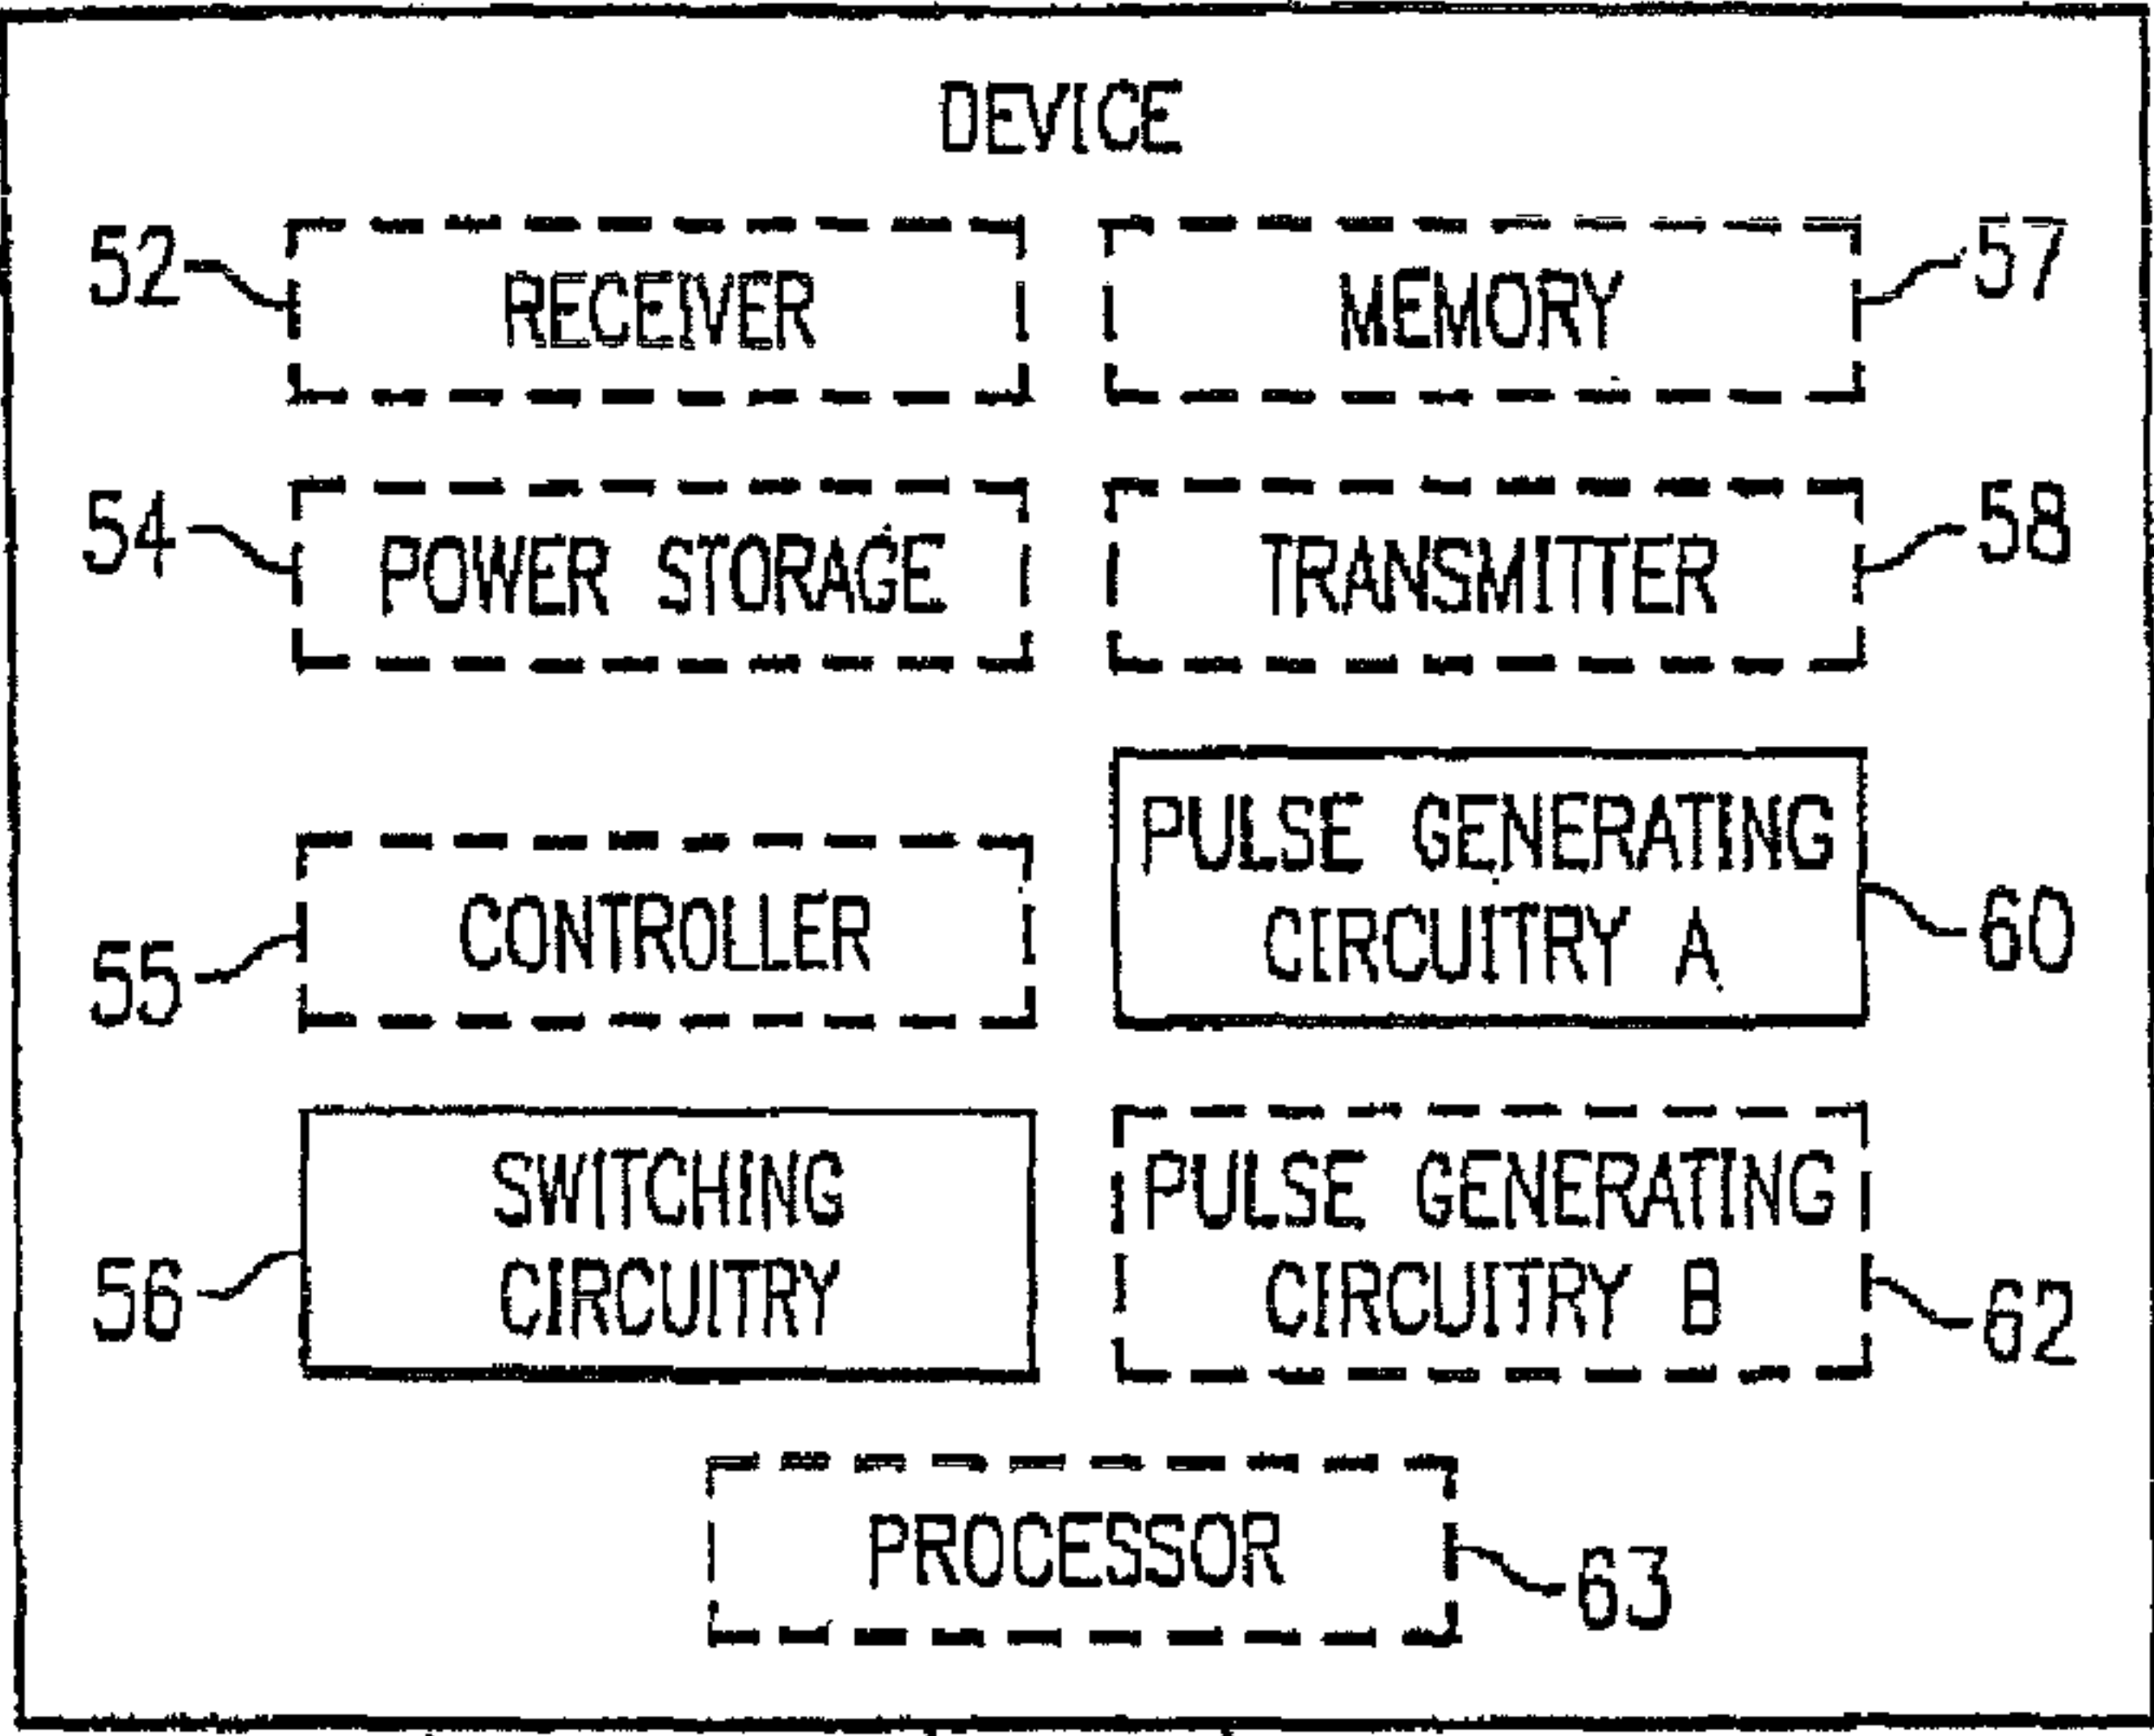 DEVICE
52 RECEIVER
MEMORY 57
54 POWER STORAGE
TRANSMITTER 58
55 CONTROLLER
PULSE GENERATING
CIRCUITRY A 60
56 SWITCHING
CIRCUITRY
PULSE GENERATING
CIRCUITRY B 62
PROCESSOR 63